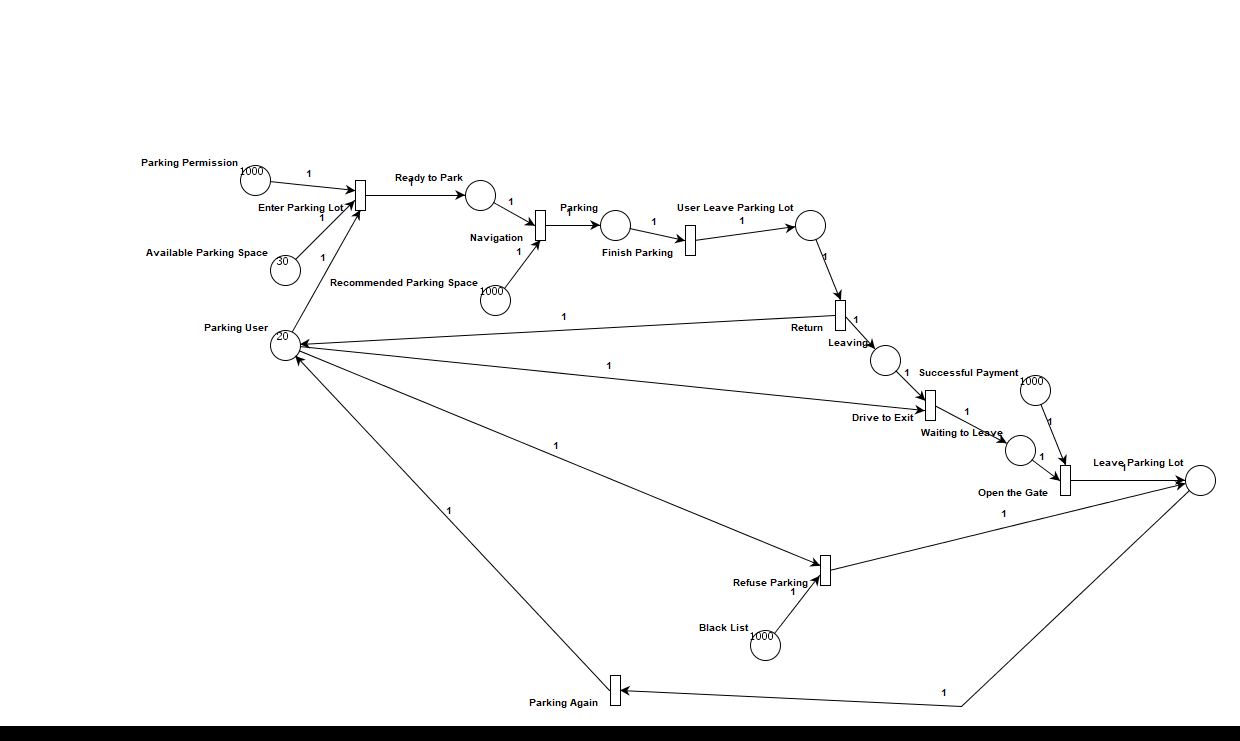 Parking Permission
1000
1
Ready to Park
1
Enter Parking Lot
1
1
Parking
1
User Leave Parking Lot
1
1
Navigation
Finish Parking
1
Available Parking Space
30
1
1
Recommended Parking Space
1000
Parking User
20
1
Return
1
Leaving
1
1
Successful Payment
1000
Drive to Exit
1
1
Waiting to Leave
1
1
Leave Parking Lot
1
Open the Gate
1
1
1
Refuse Parking
1
Black List
1000
1
Parking Again